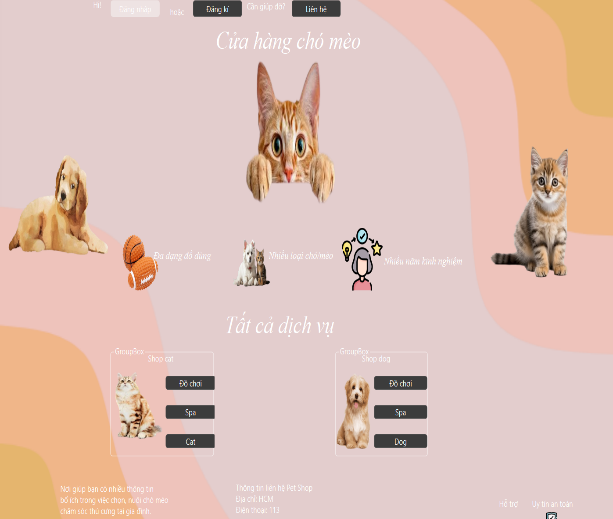 Đăng nhập
hoặc
Đăng kí
Cần giúp đỡ?
Liên hệ
Cửa hàng chó mèo
Đa dạng đồ dùng
Nhiều loại chó/mèo
Nhiều năm kinh nghiệm
Tất cả dịch vụ
GroupBox
Shop cat
Đồ chơi
Spa
Cat
GroupBox
Shop dog
Đồ chơi
Spa
Dog
Nơi giúp bạn có nhiều thông tin
bổ ích trong việc chọn, nuôi chó mèo
chăm sóc thú cưng tại gia đình.
Thông tin liên hệ Pet Shop
Địa chỉ: HCM
Điện thoại: 113
Hỗ trợ
Uy tín an toàn